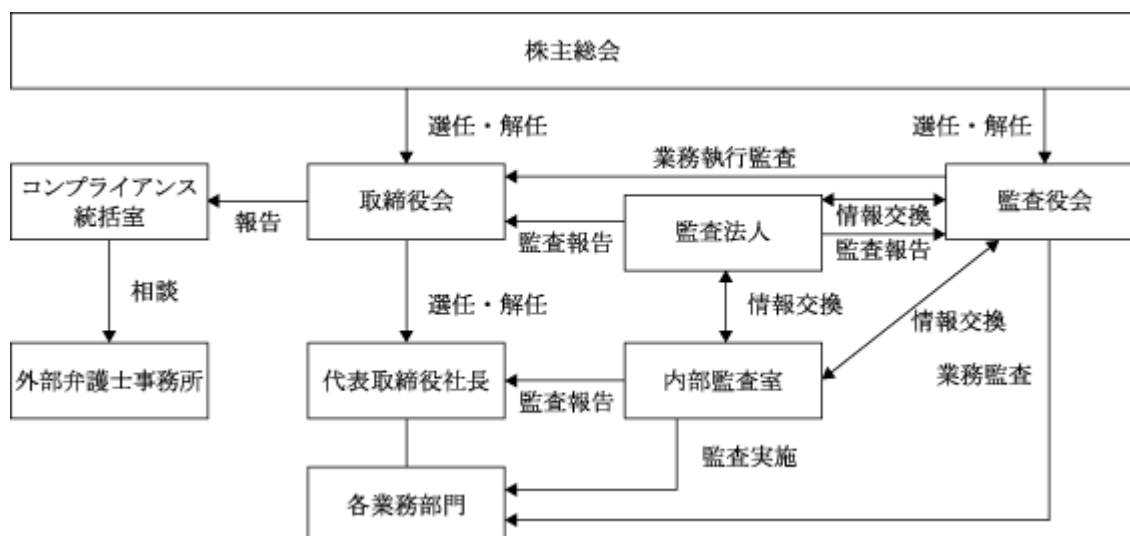 株主総会
選任・解任
選任・解任
業務執行監査
コンプライアンス
統括室
報告
取締役会
監査報告
監査法人
情報交換
監査報告
監査役会
相談
選任・解任
情報交換
情報交換
外部弁護士事務所
代表取締役社長
監査報告
内部監査室
業務監査
監査実施
各業務部門